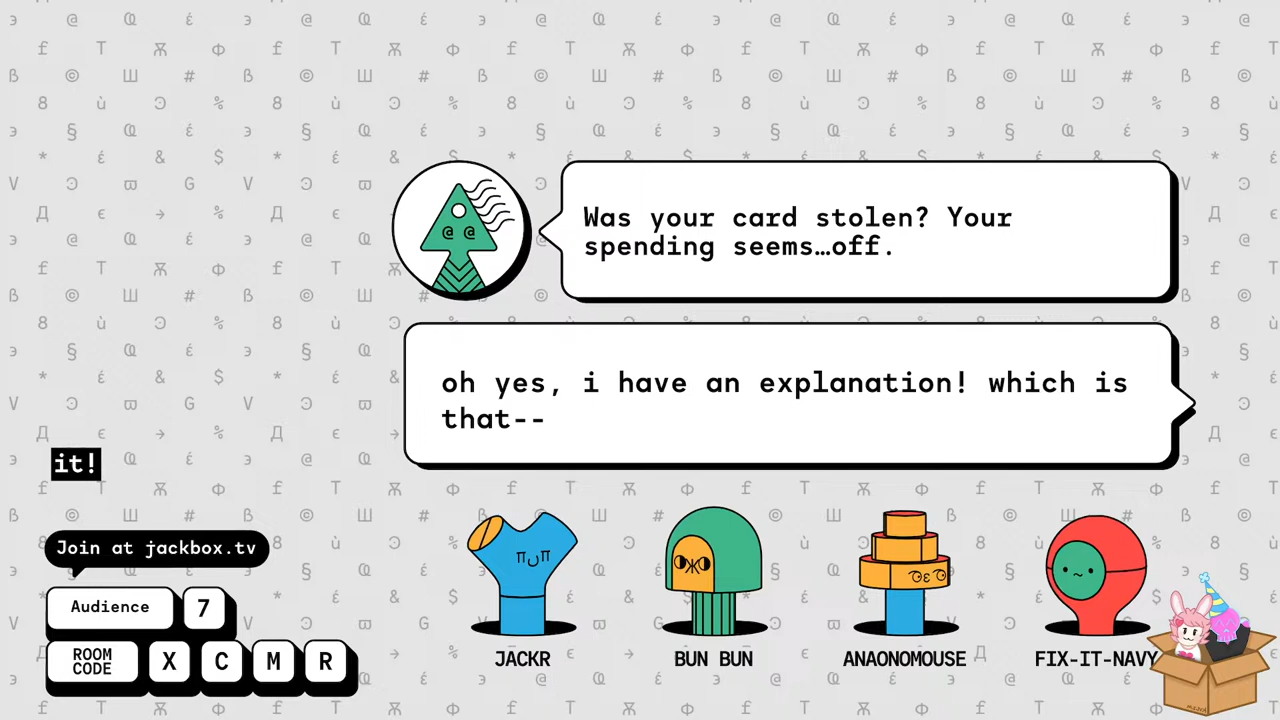 Was your card stolen? Your
spending seems…off.
oh yes, i have an explanation! which is
that--
it!
Join at jackbox.tv
Audience 7
ROOM
CODE
X C M R
JACKR
BUN BUN
ANAONOMOUSE
FIX-IT-NAVY